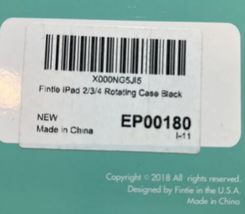 X000NG5JI5
Fintie iPad 2/3/4 Rotating Case Black
NEW
EP00180
Made in China
I-11
Copyright © 2018 All rights reserved.
Designed by Fintie in the U.S.A.
Made in China